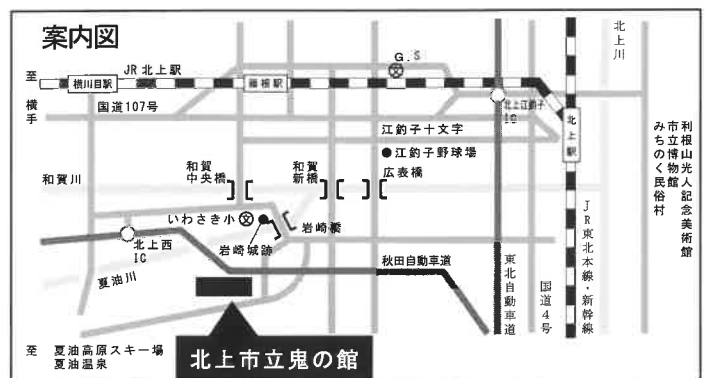 案内図
JR北上駅
G.S
北上川
至
横手
横川目駅
藤根駅
国道107号
北上江釣子
IC
北上駅
江釣子十文字
江釣子野球場
広表橋
利根山光人記念美術館
市立博物館
みちのく民俗村
和賀川
和賀
中央橋
和賀
新橋
いわさき小
文
岩崎橋
岩崎城跡
北上西
IC
夏油川
秋田自動車道
東北自動車道
国道4号
JR東北本線・新幹線
至 夏油高原スキー場
夏油温泉
北上市立鬼の館